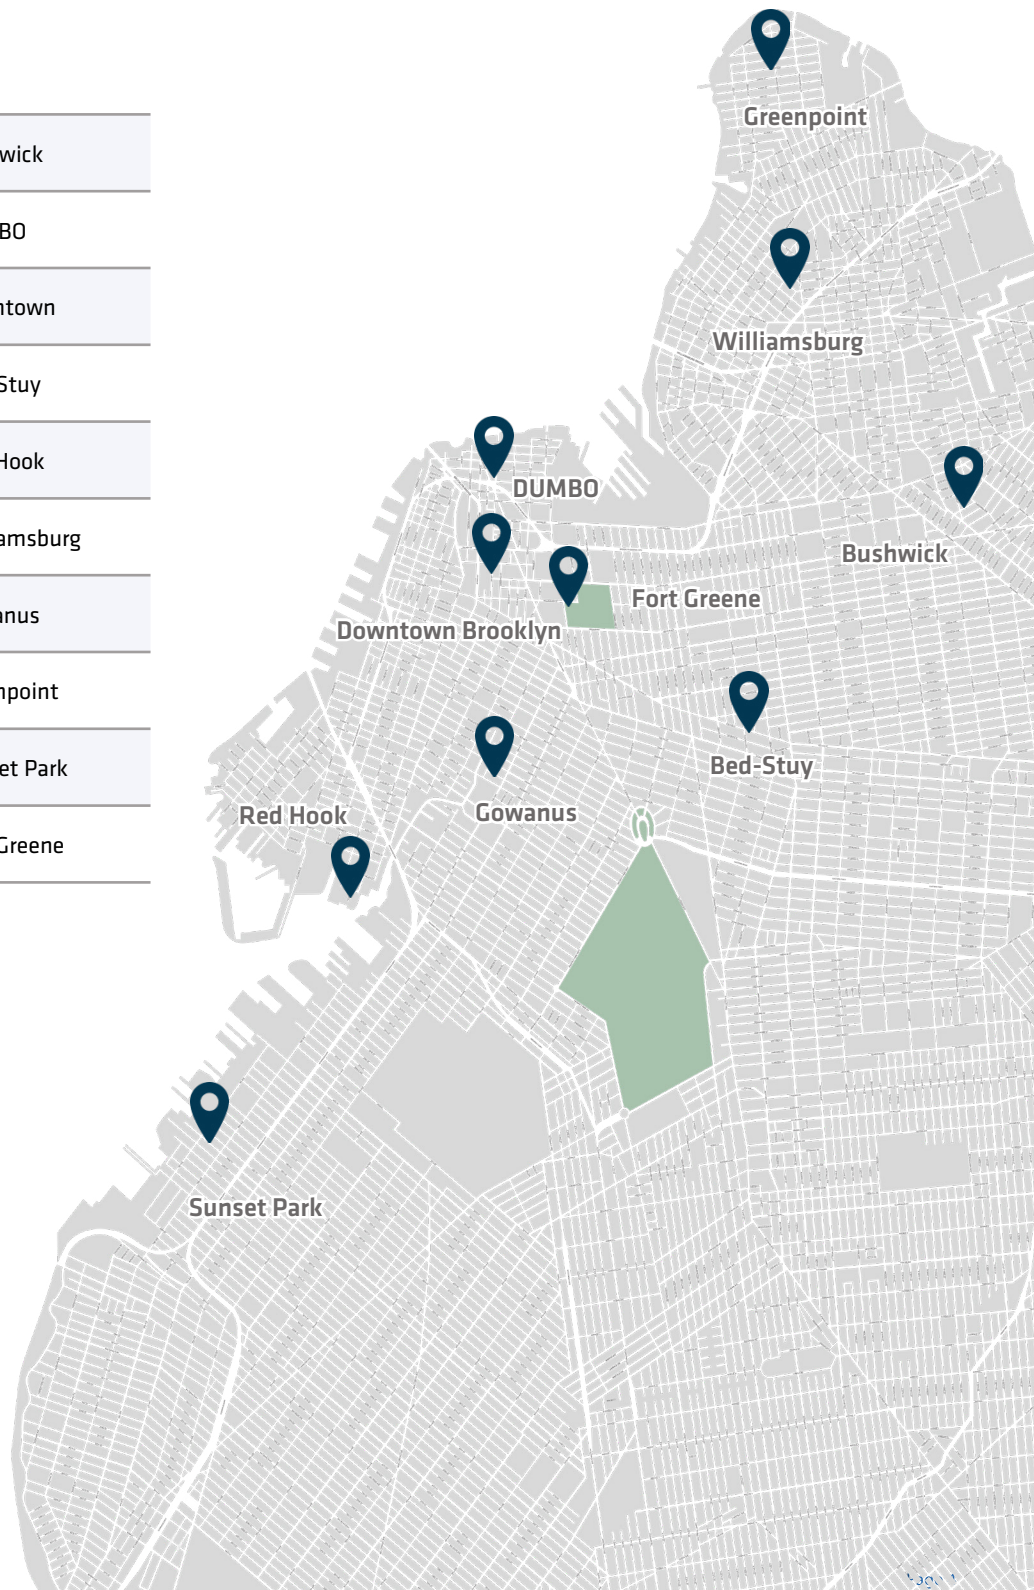 wick
BO
ntown
Stuy
Hook
amsburg
anus
npoint
et Park
Greene
Greenpoint
Williamsburg
DUMBO
Bushwick
Fort Greene
Downtown Brooklyn
Bed-Stuy
Gowanus
Red Hook
Sunset Park